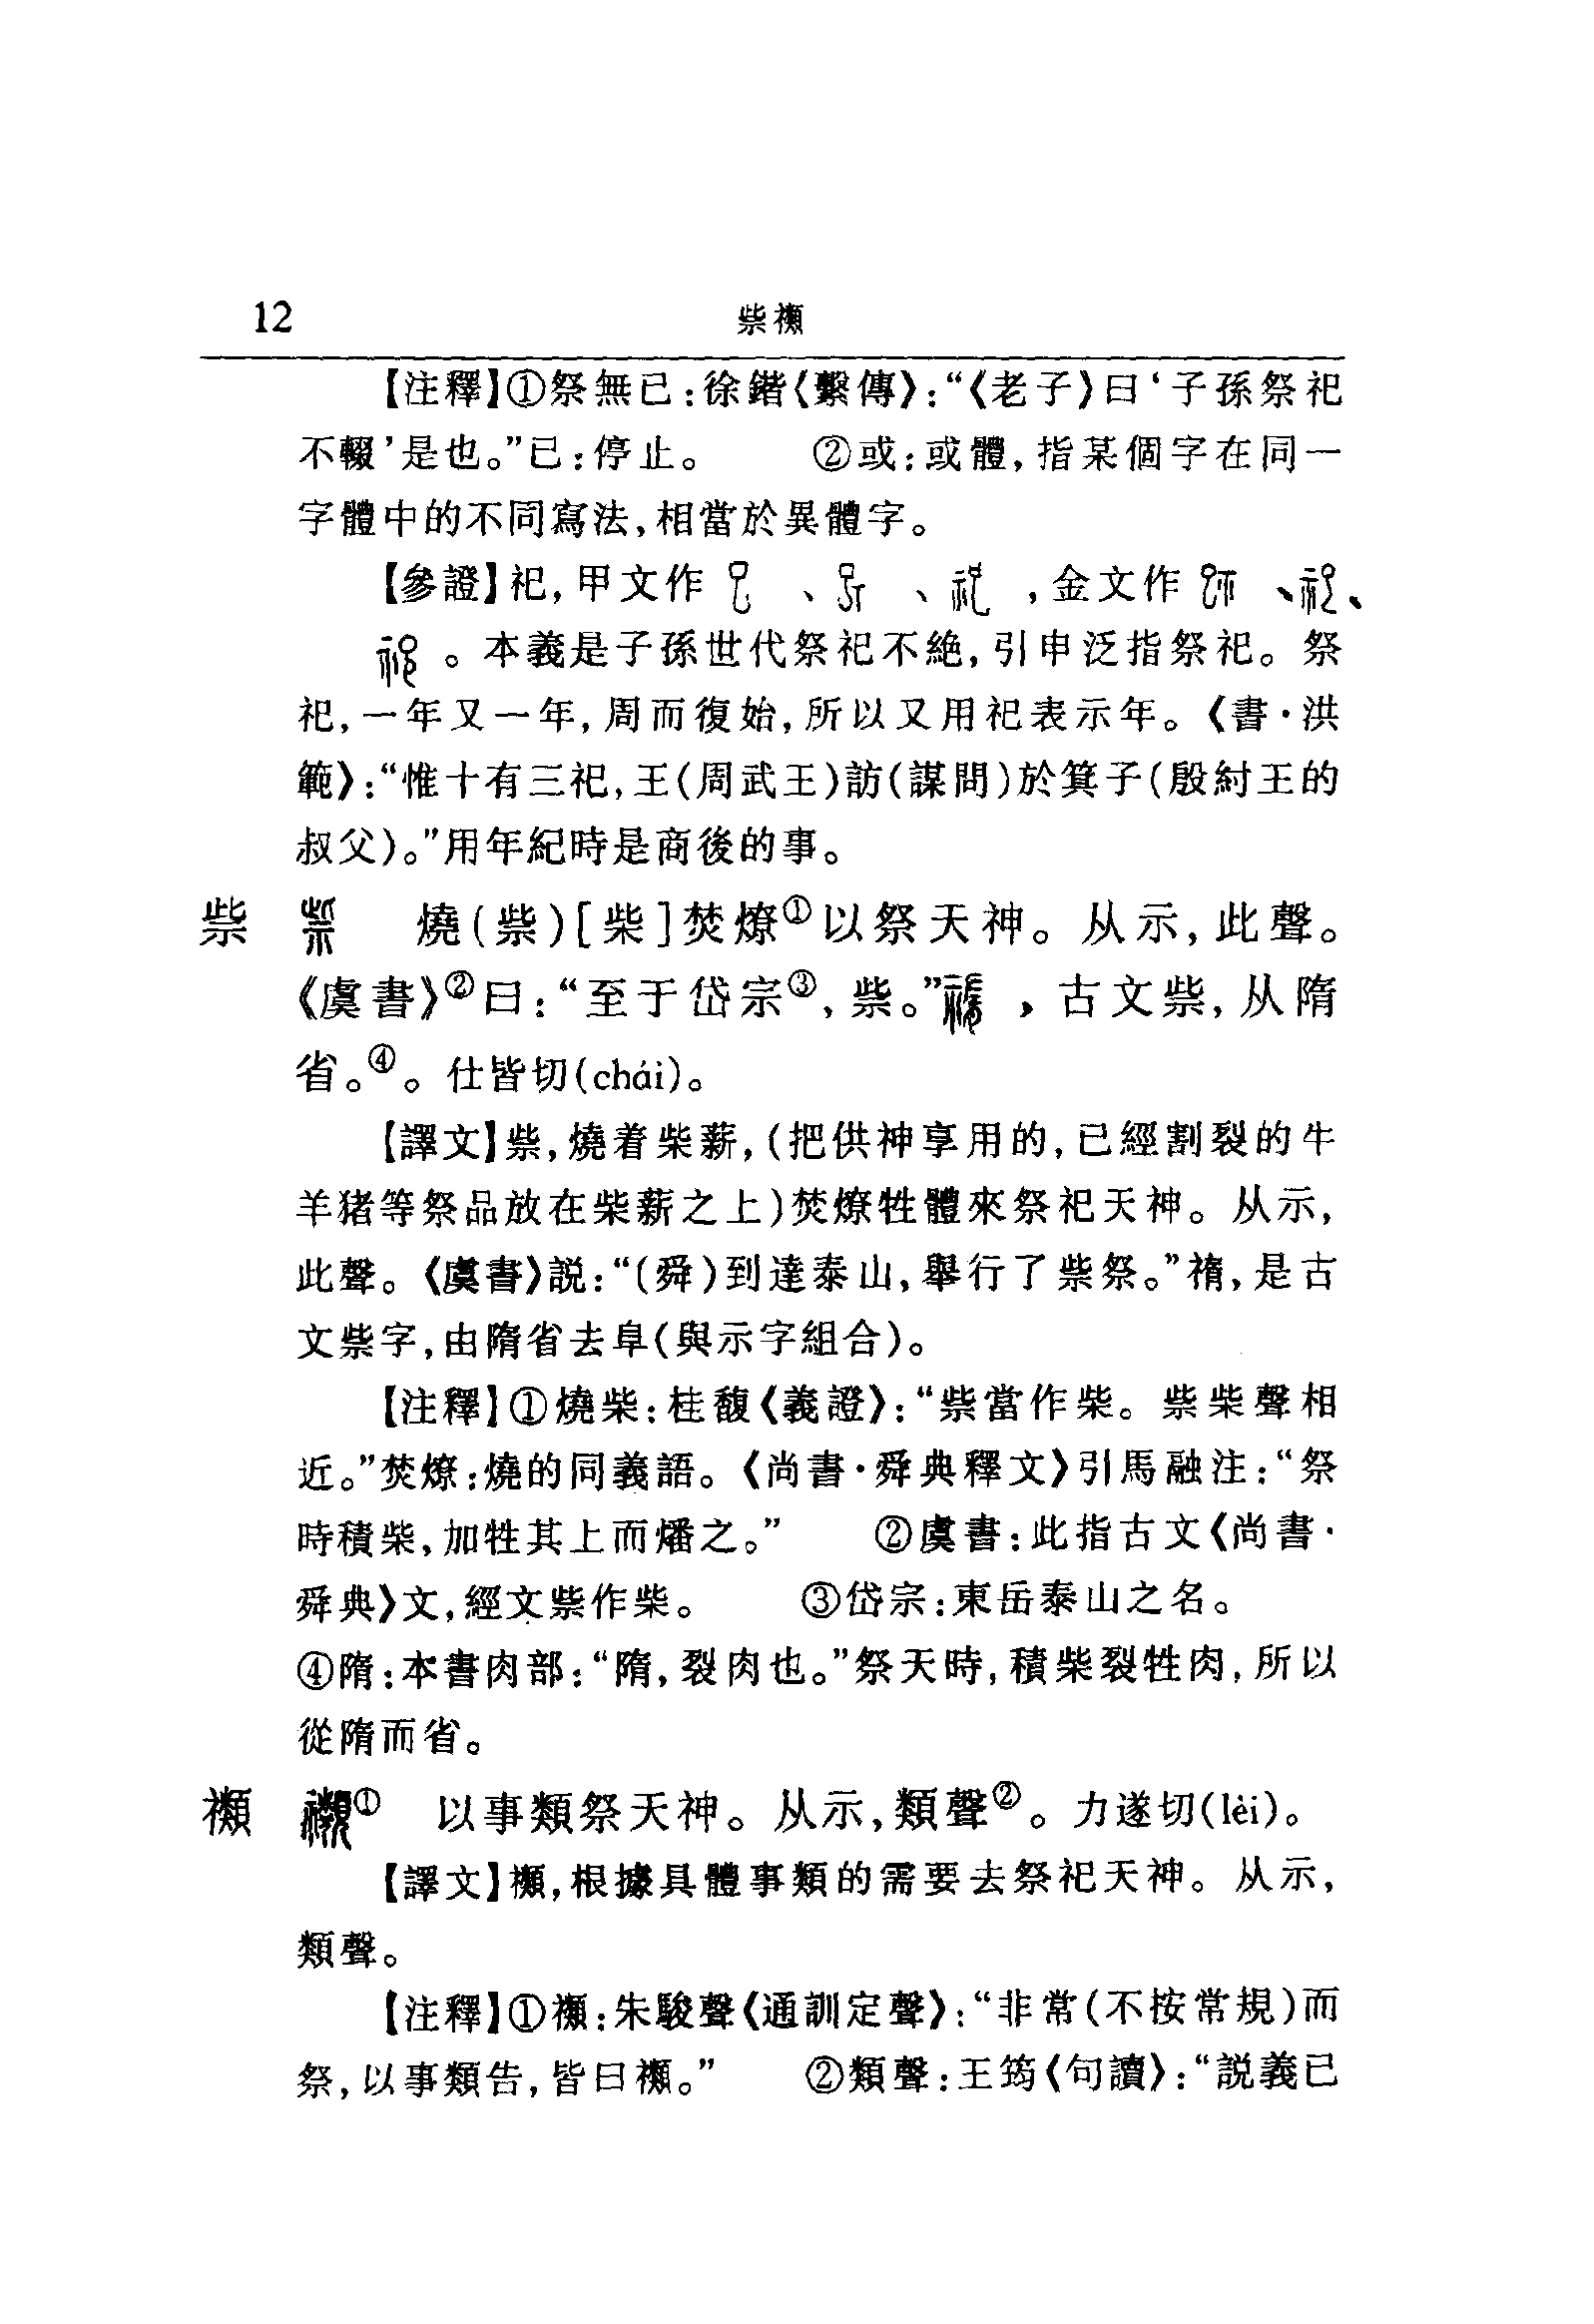 12
祡禷
【注釋】①祭無已：徐鍇《繫傳》：“《老子》曰‘子孫祭祀
不輟’是也。”已：停止。 ②或：或體，指某個字在同一
字體中的不同寫法，相當於異體字。
【參證】祀，甲文作 、 、 ，金文作 、 、
。本義是子孫世代祭祀不絶，引申泛指祭祀。祭
祀，一年又一年，周而復始，所以又用祀表示年。《書·洪
範》：“惟十有三祀，王（周武王）訪（謀問）於箕子（殷紂王的
叔父）。”用年紀時是商後的事。
祡 燒（祡）［柴］焚燎①以祭天神。从示，此聲。
《虞書》②曰：“至于岱宗③，祡。” ，古文祡，从隋
省。④。仕皆切（chái）。
【譯文】祡，燒着柴薪，（把供神享用的，已經割裂的牛
羊猪等祭品放在柴薪之上）焚燎牲體來祭祀天神。从示，
此聲。《虞書》説：“（舜）到達泰山，舉行了祡祭。”䄖，是古
文祡字，由隋省去阜（與示字組合）。
【注釋】①燒柴：桂馥《義證》：“祡當作柴。祡柴聲相
近。”焚燎：燒的同義語。《尚書·舜典釋文》引馬融注：“祭
時積柴，加牲其上而燔之。” ②虞書：此指古文《尚書·
舜典》文，經文祡作柴。 ③岱宗：東岳泰山之名。
④隋：本書肉部：“隋，裂肉也。”祭天時，積柴裂牲肉，所以
從隋而省。
禷 ① 以事類祭天神。从示，類聲②。力遂切（lèi）。
【譯文】禷，根據具體事類的需要去祭祀天神。从示，
類聲。
【注釋】①禷：朱駿聲《通訓定聲》：“非常（不按常規）而
祭，以事類告，皆曰禷。” ②類聲：王筠《句讀》：“説義已